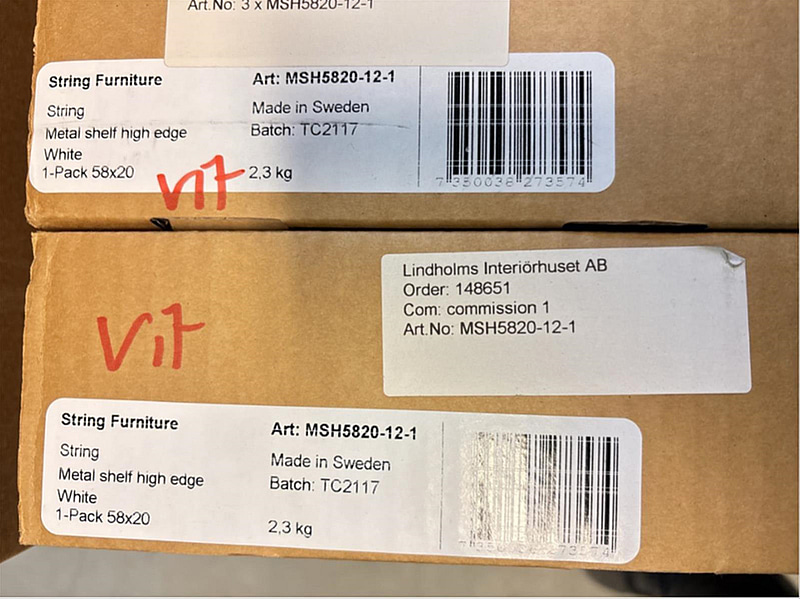 Art.No: 3 x MSH5820-12-1
String Furniture
Art: MSH5820-12-1
String
Made in Sweden
Metal shelf high edge
Batch: TC2117
White
1-Pack 58x20
2,3 kg
vit
7 350038 273574
Lindholms Interiörhuset AB
Order: 148651
Com: commission 1
Art.No: MSH5820-12-1
Vit
String Furniture
Art: MSH5820-12-1
String
Made in Sweden
Metal shelf high edge
Batch: TC2117
White
1-Pack 58x20
2,3 kg
273574